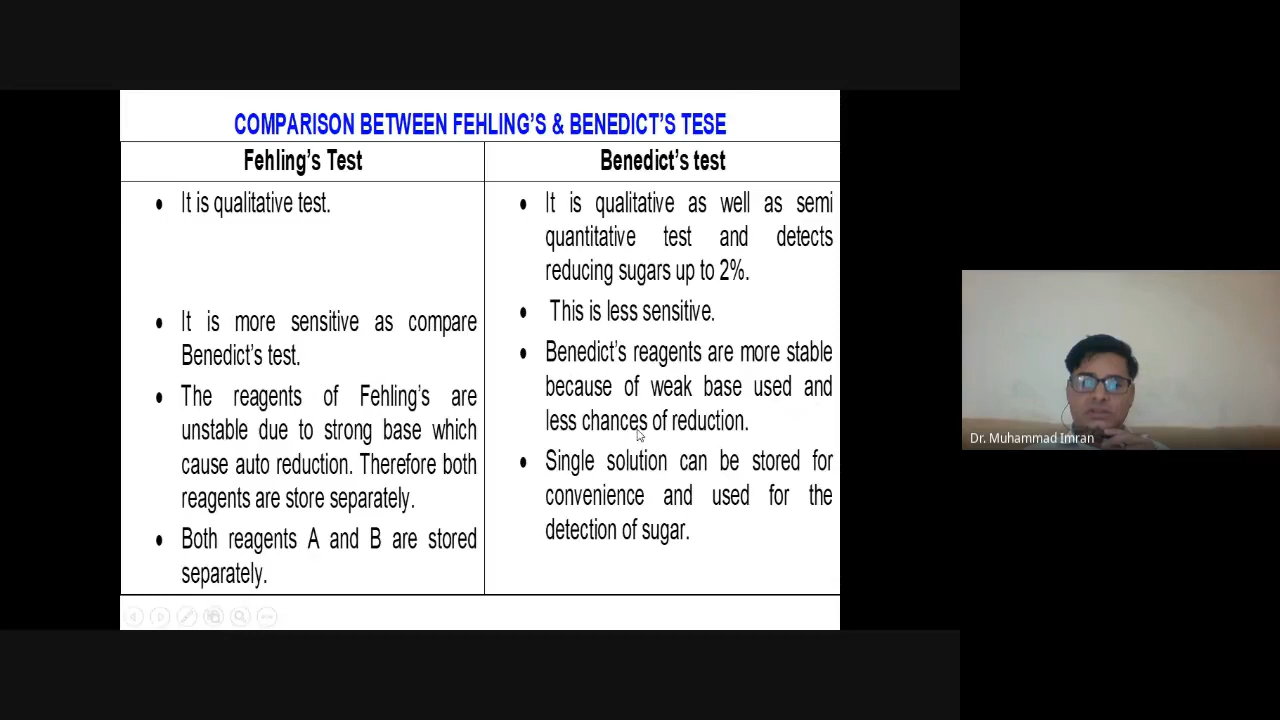 COMPARISON BETWEEN FEHLING'S & BENEDICT'S TESE
Fehling's Test
Benedict's test
• It is qualitative test.
• It is more sensitive as compare
Benedict's test.
• The reagents of Fehling's are
unstable due to strong base which
cause auto reduction. Therefore both
reagents are store separately.
• Both reagents A and B are stored
separately.
• It is qualitative as well as semi
quantitative test and detects
reducing sugars up to 2%.
• This is less sensitive.
• Benedict's reagents are more stable
because of weak base used and
less chances of reduction.
• Single solution can be stored for
convenience and used for the
detection of sugar.
Dr. Muhammad Imran